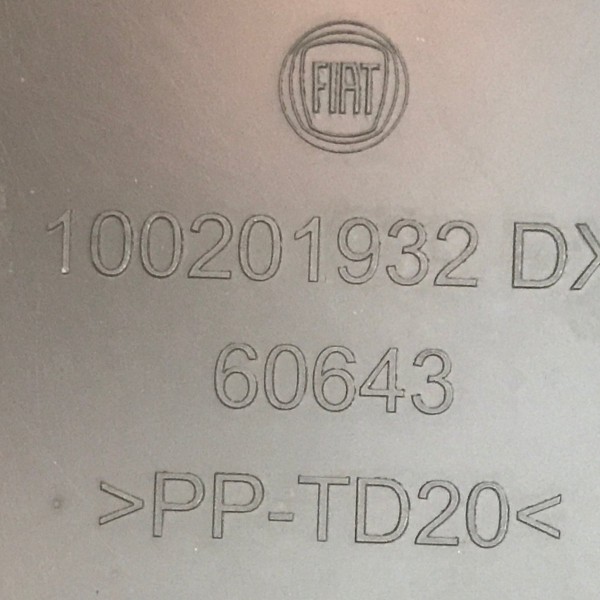 FIAT
100201932 DX
60643
>PP-TD20<